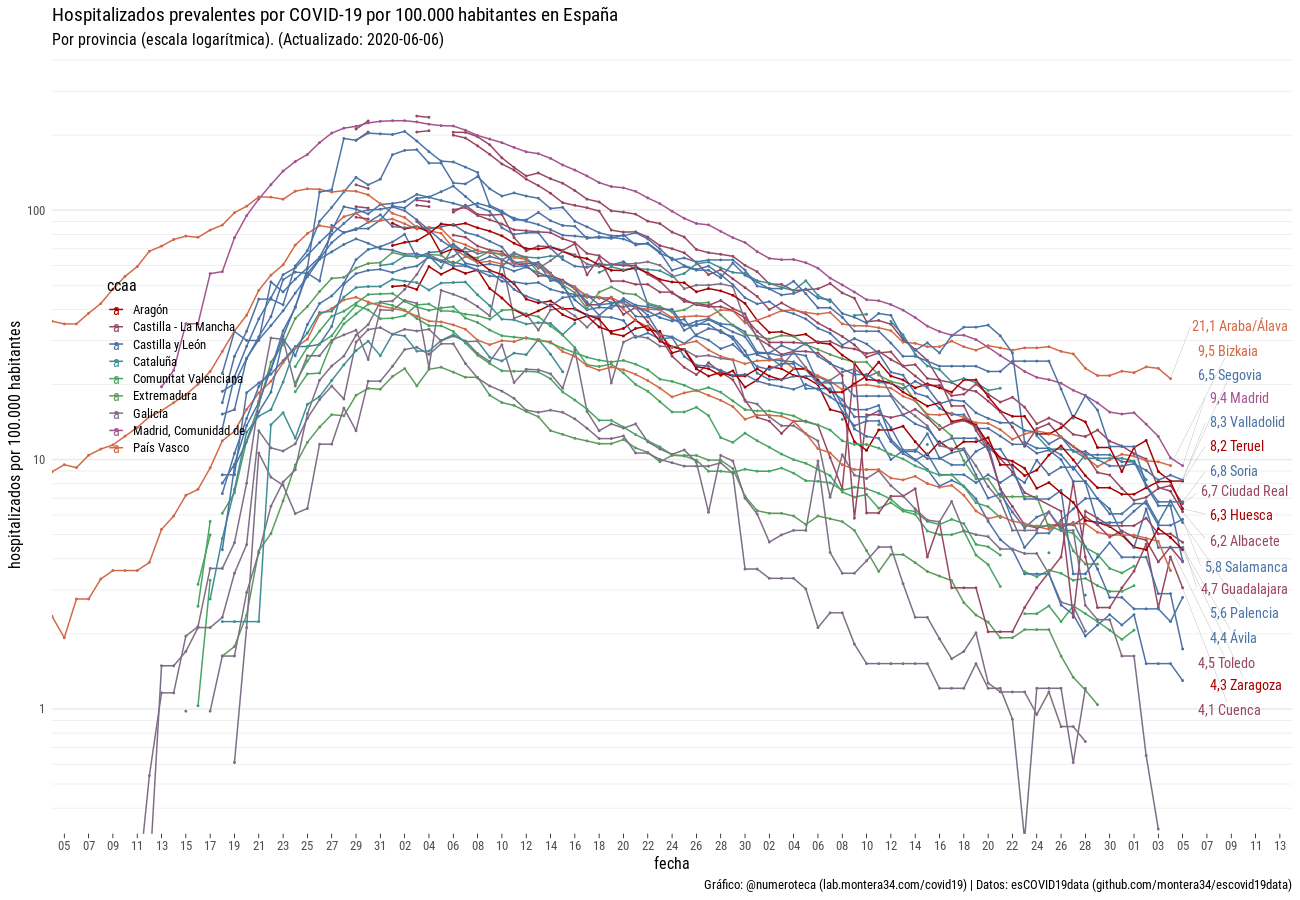 Hospitalizados prevalentes por COVID-19 por 100.000 habitantes en España
Por provincia (escala logarítmica). (Actualizado: 2020-06-06)
hospitalizados por 100.000 habitantes
100
10
1
ccaa
Aragón
Castilla - La Mancha
Castilla y León
Cataluña
Comunitat Valenciana
Extremadura
Galicia
Madrid, Comunidad de
País Vasco
21,1 Araba/Álava
9,5 Bizkaia
6,5 Segovia
9,4 Madrid
8,3 Valladolid
8,2 Teruel
6,8 Soria
6,7 Ciudad Real
6,3 Huesca
6,2 Albacete
5,8 Salamanca
4,7 Guadalajara
5,6 Palencia
4,4 Ávila
4,5 Toledo
4,3 Zaragoza
4,1 Cuenca
05 07 09 11 13 15 17 19 21 23 25 27 29 31 02 04 06 08 10 12 14 16 18 20 22 24 26 28 30 02 04 06 08 10 12 14 16 18 20 22 24 26 28 30 01 03 05 07 09 11 13
fecha
Gráfico: @numeroteca (lab.montera34.com/covid19) | Datos: esCOVID19data (github.com/montera34/escovid19data)